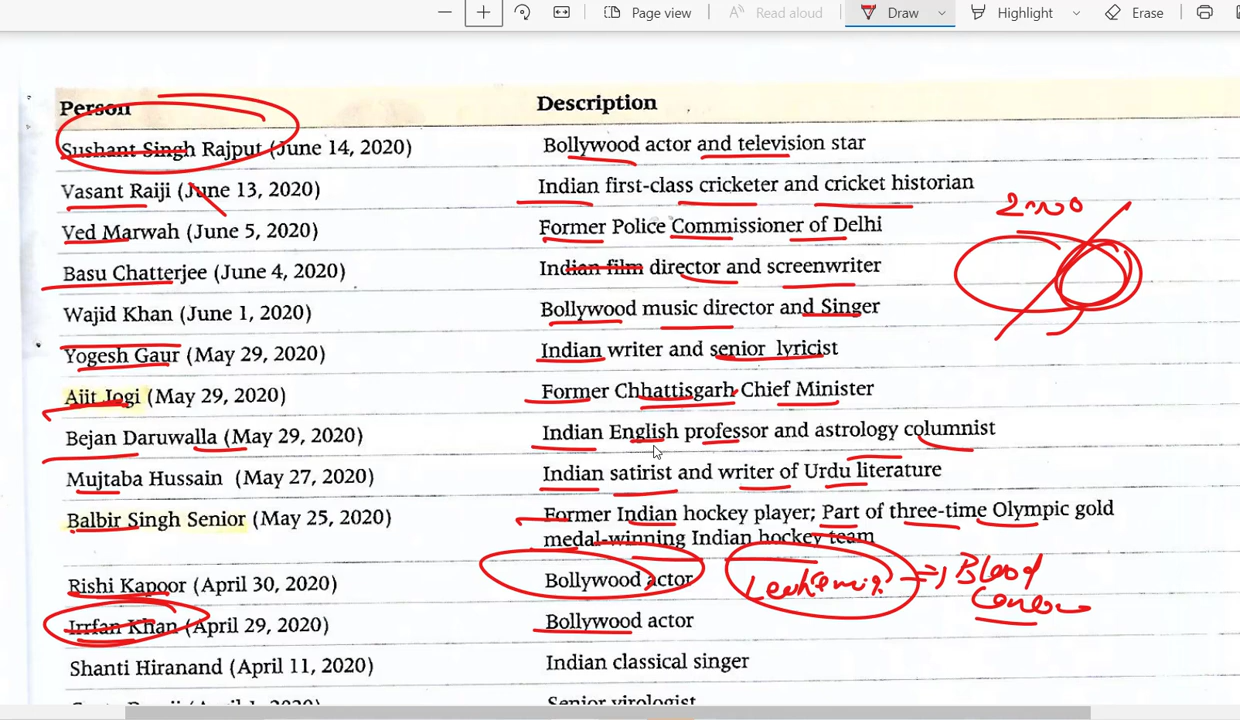 Page view
Read aloud
Draw
Highlight
Erase
Person Description
Sushant Singh Rajput (June 14, 2020) Bollywood actor and television star
Vasant Raiji (June 13, 2020) Indian first-class cricketer and cricket historian
2020
Ved Marwah (June 5, 2020) Former Police Commissioner of Delhi
Basu Chatterjee (June 4, 2020) Indian film director and screenwriter
Wajid Khan (June 1, 2020) Bollywood music director and Singer
Yogesh Gaur (May 29, 2020) Indian writer and senior lyricist
Ajit Jogi (May 29, 2020) Former Chhattisgarh Chief Minister
Bejan Daruwalla (May 29, 2020) Indian English professor and astrology columnist
Mujtaba Hussain (May 27, 2020) Indian satirist and writer of Urdu literature
Balbir Singh Senior (May 25, 2020) Former Indian hockey player; Part of three-time Olympic gold
medal-winning Indian hockey team
Rishi Kapoor (April 30, 2020) Bollywood actor Leukemia => Blood
Cancer
Irrfan Khan (April 29, 2020) Bollywood actor
Shanti Hiranand (April 11, 2020) Indian classical singer
Senior virologist